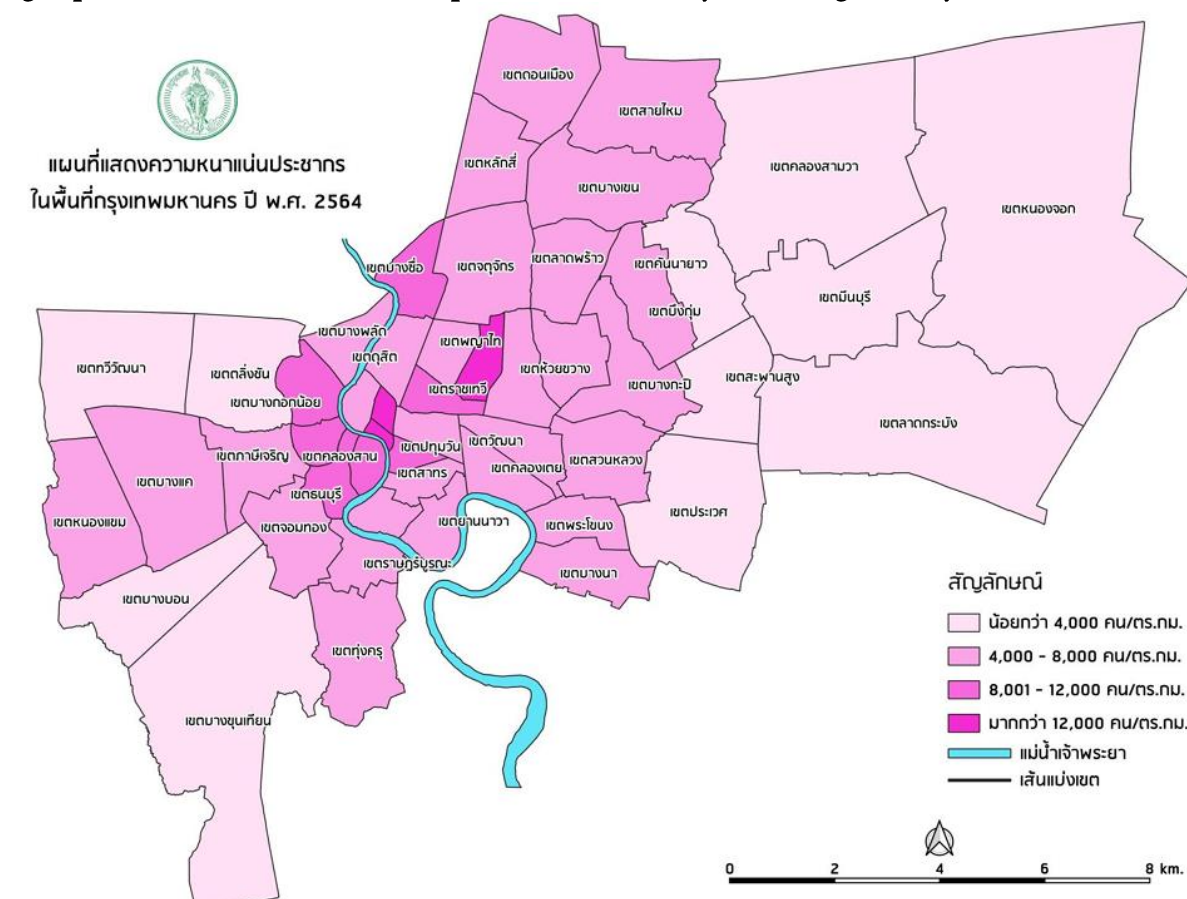 แผนที่แสดงความหนาแน่นประชากร
ในพื้นที่กรุงเทพมหานคร ปี พ.ศ. 2564
เขตดอนเมือง
เขตสายไหม
เขตหลักสี่
เขตบางเขน
เขตคลองสามวา
เขตหนองจอก
เขตบางซื่อ
เขตจตุจักร
เขตลาดพร้าว
เขตคันนายาว
เขตมีนบุรี
เขตบึงกุ่ม
เขตบางพลัด
เขตพญาไท
เขตดุสิต
เขตทวีวัฒนา
เขตตลิ่งชัน
เขตห้วยขวาง
เขตสะพานสูง
เขตบางกะปิ
เขตราชเทวี
เขตบางกอกน้อย
เขตลาดกระบัง
เขตปทุมวัน
เขตวัฒนา
เขตภาษีเจริญ
เขตคลองสาน
เขตสวนหลวง
เขตคลองเตย
เขตสาทร
เขตบางแค
เขตธนบุรี
เขตประเวศ
เขตหนองแขม
เขตจอมทอง
เขตยานนาวา
เขตพระโขนง
เขตราษฎร์บูรณะ
เขตบางนา
เขตบางบอน
เขตทุ่งครุ
เขตบางขุนเทียน
สัญลักษณ์
น้อยกว่า 4,000 คน/ตร.กม.
4,000 - 8,000 คน/ตร.กม.
8,001 - 12,000 คน/ตร.กม.
มากกว่า 12,000 คน/ตร.กม.
แม่น้ำเจ้าพระยา
เส้นแบ่งเขต
0 2 4 6 8 km.